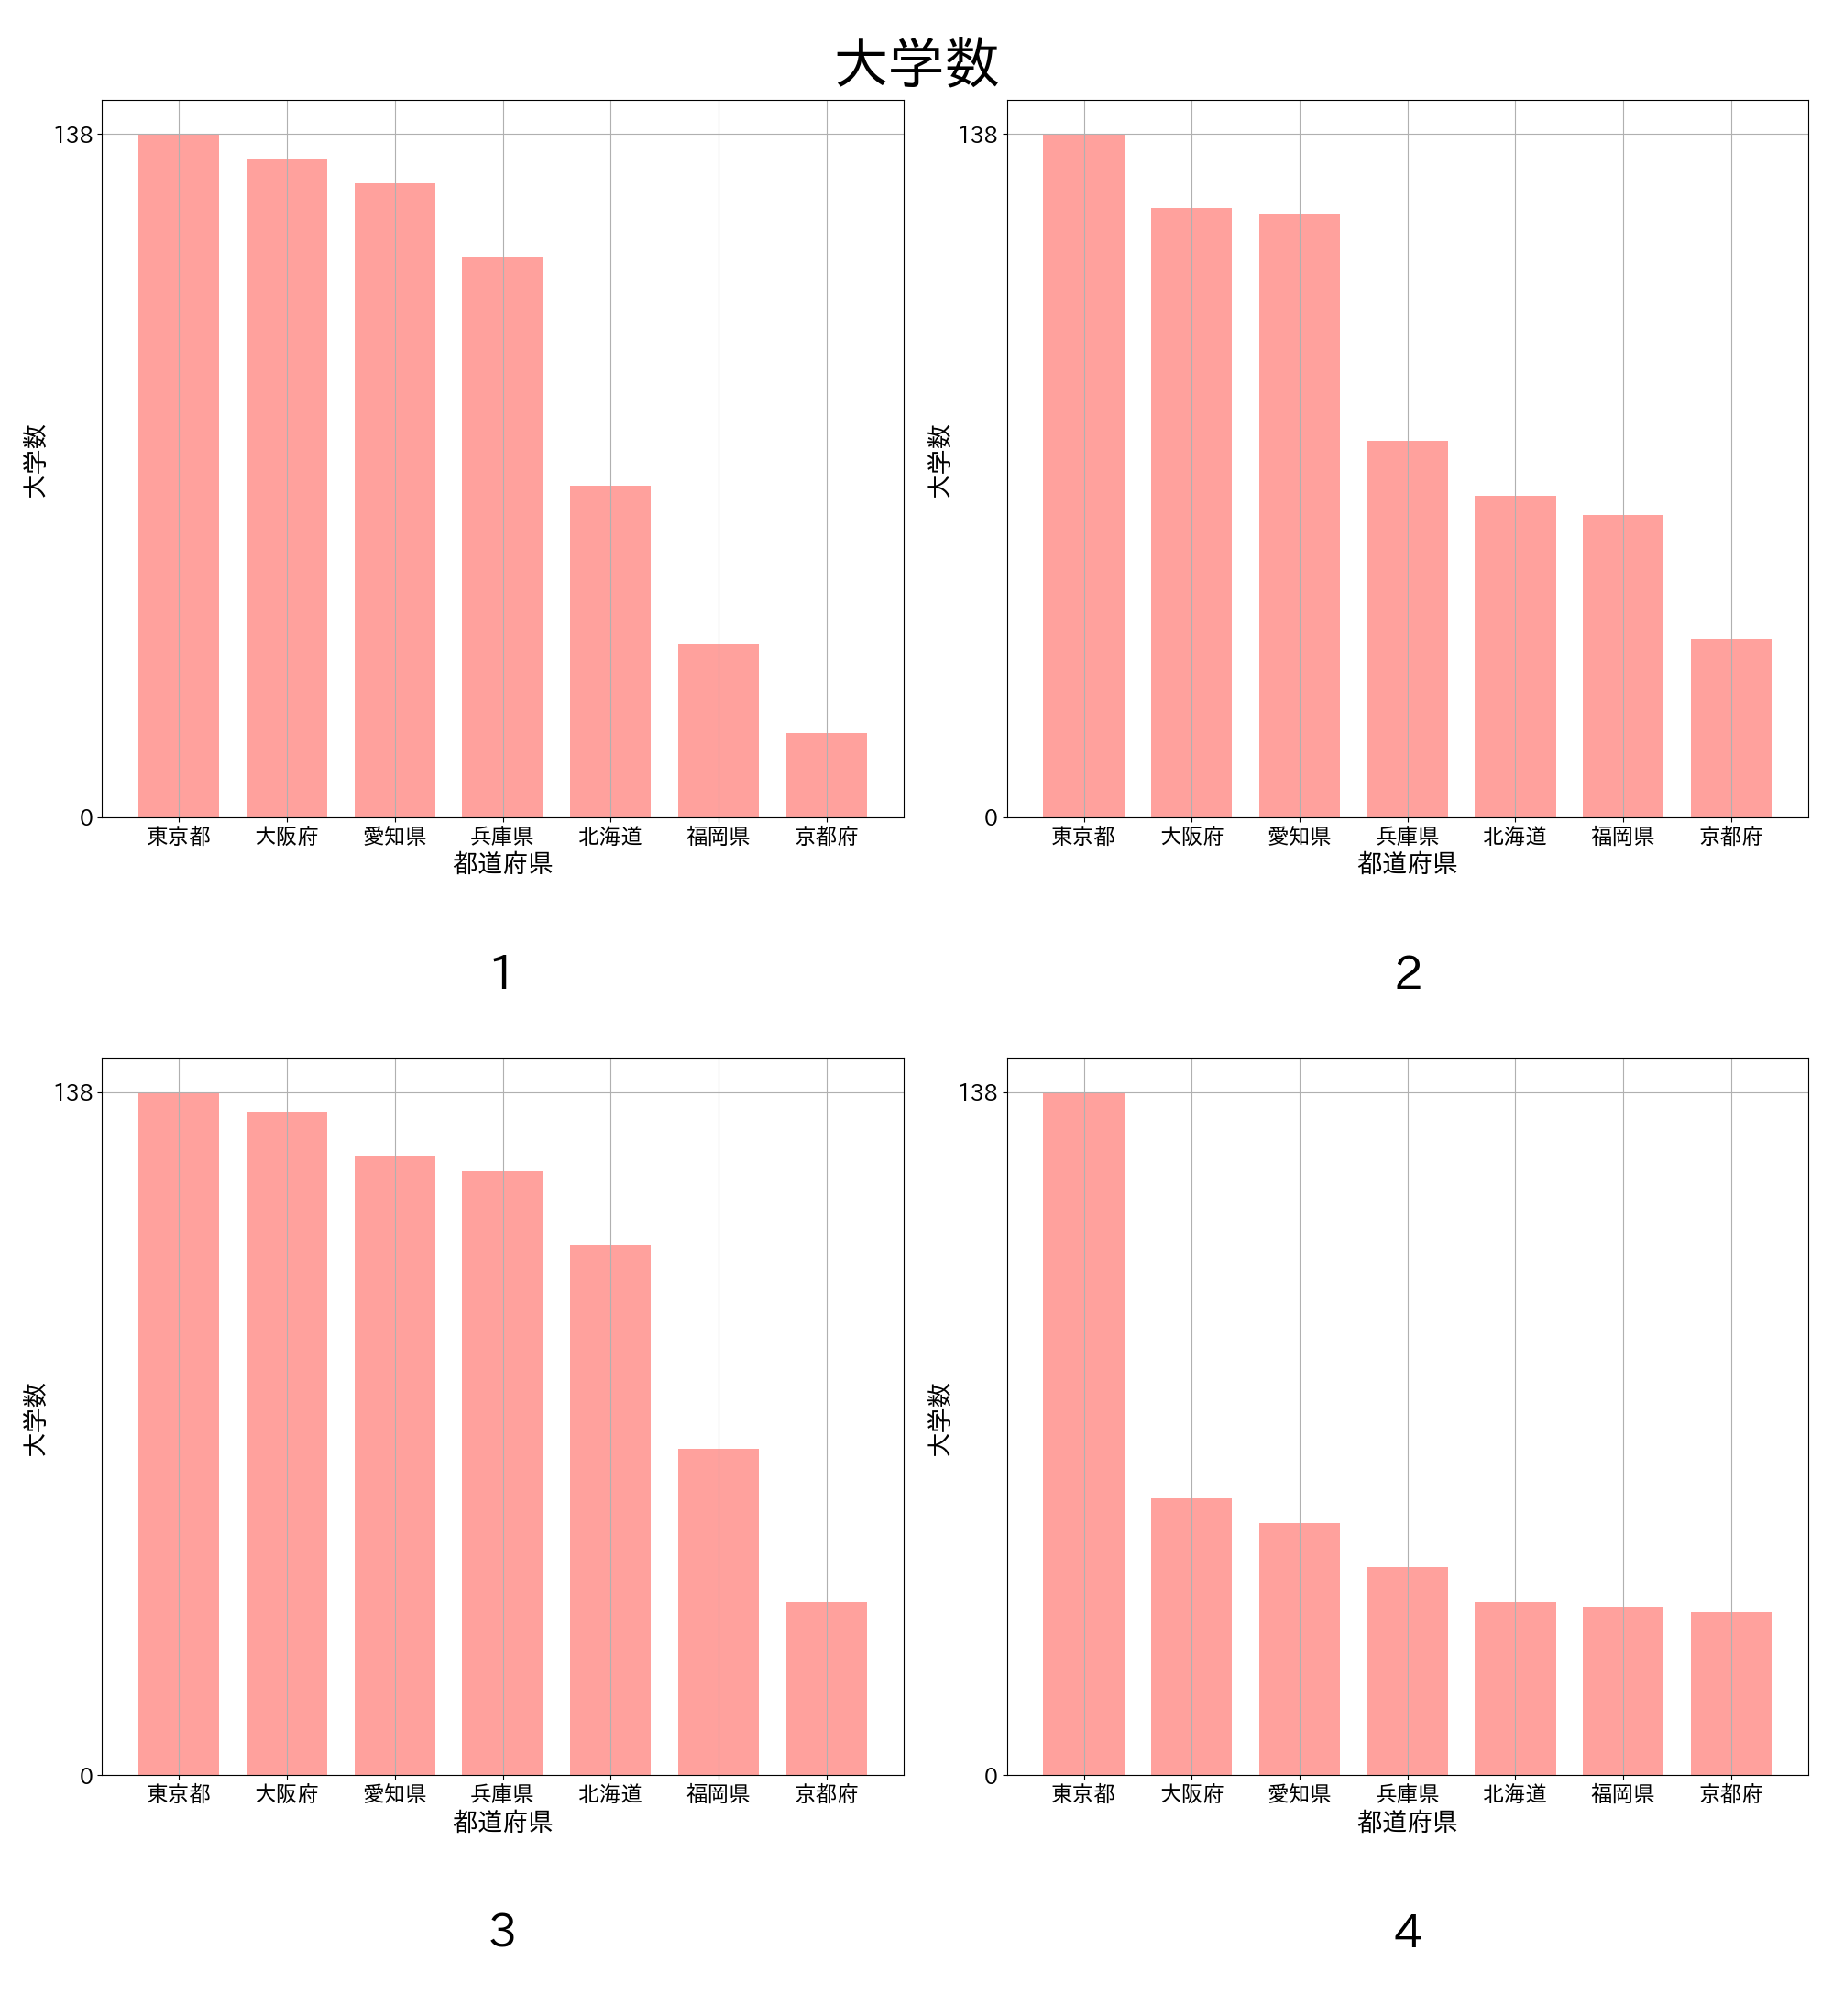 大学数
138
0
大学数
東京都 大阪府 愛知県 兵庫県 北海道 福岡県 京都府
都道府県
1
138
0
大学数
東京都 大阪府 愛知県 兵庫県 北海道 福岡県 京都府
都道府県
2
138
0
大学数
東京都 大阪府 愛知県 兵庫県 北海道 福岡県 京都府
都道府県
3
138
0
大学数
東京都 大阪府 愛知県 兵庫県 北海道 福岡県 京都府
都道府県
4